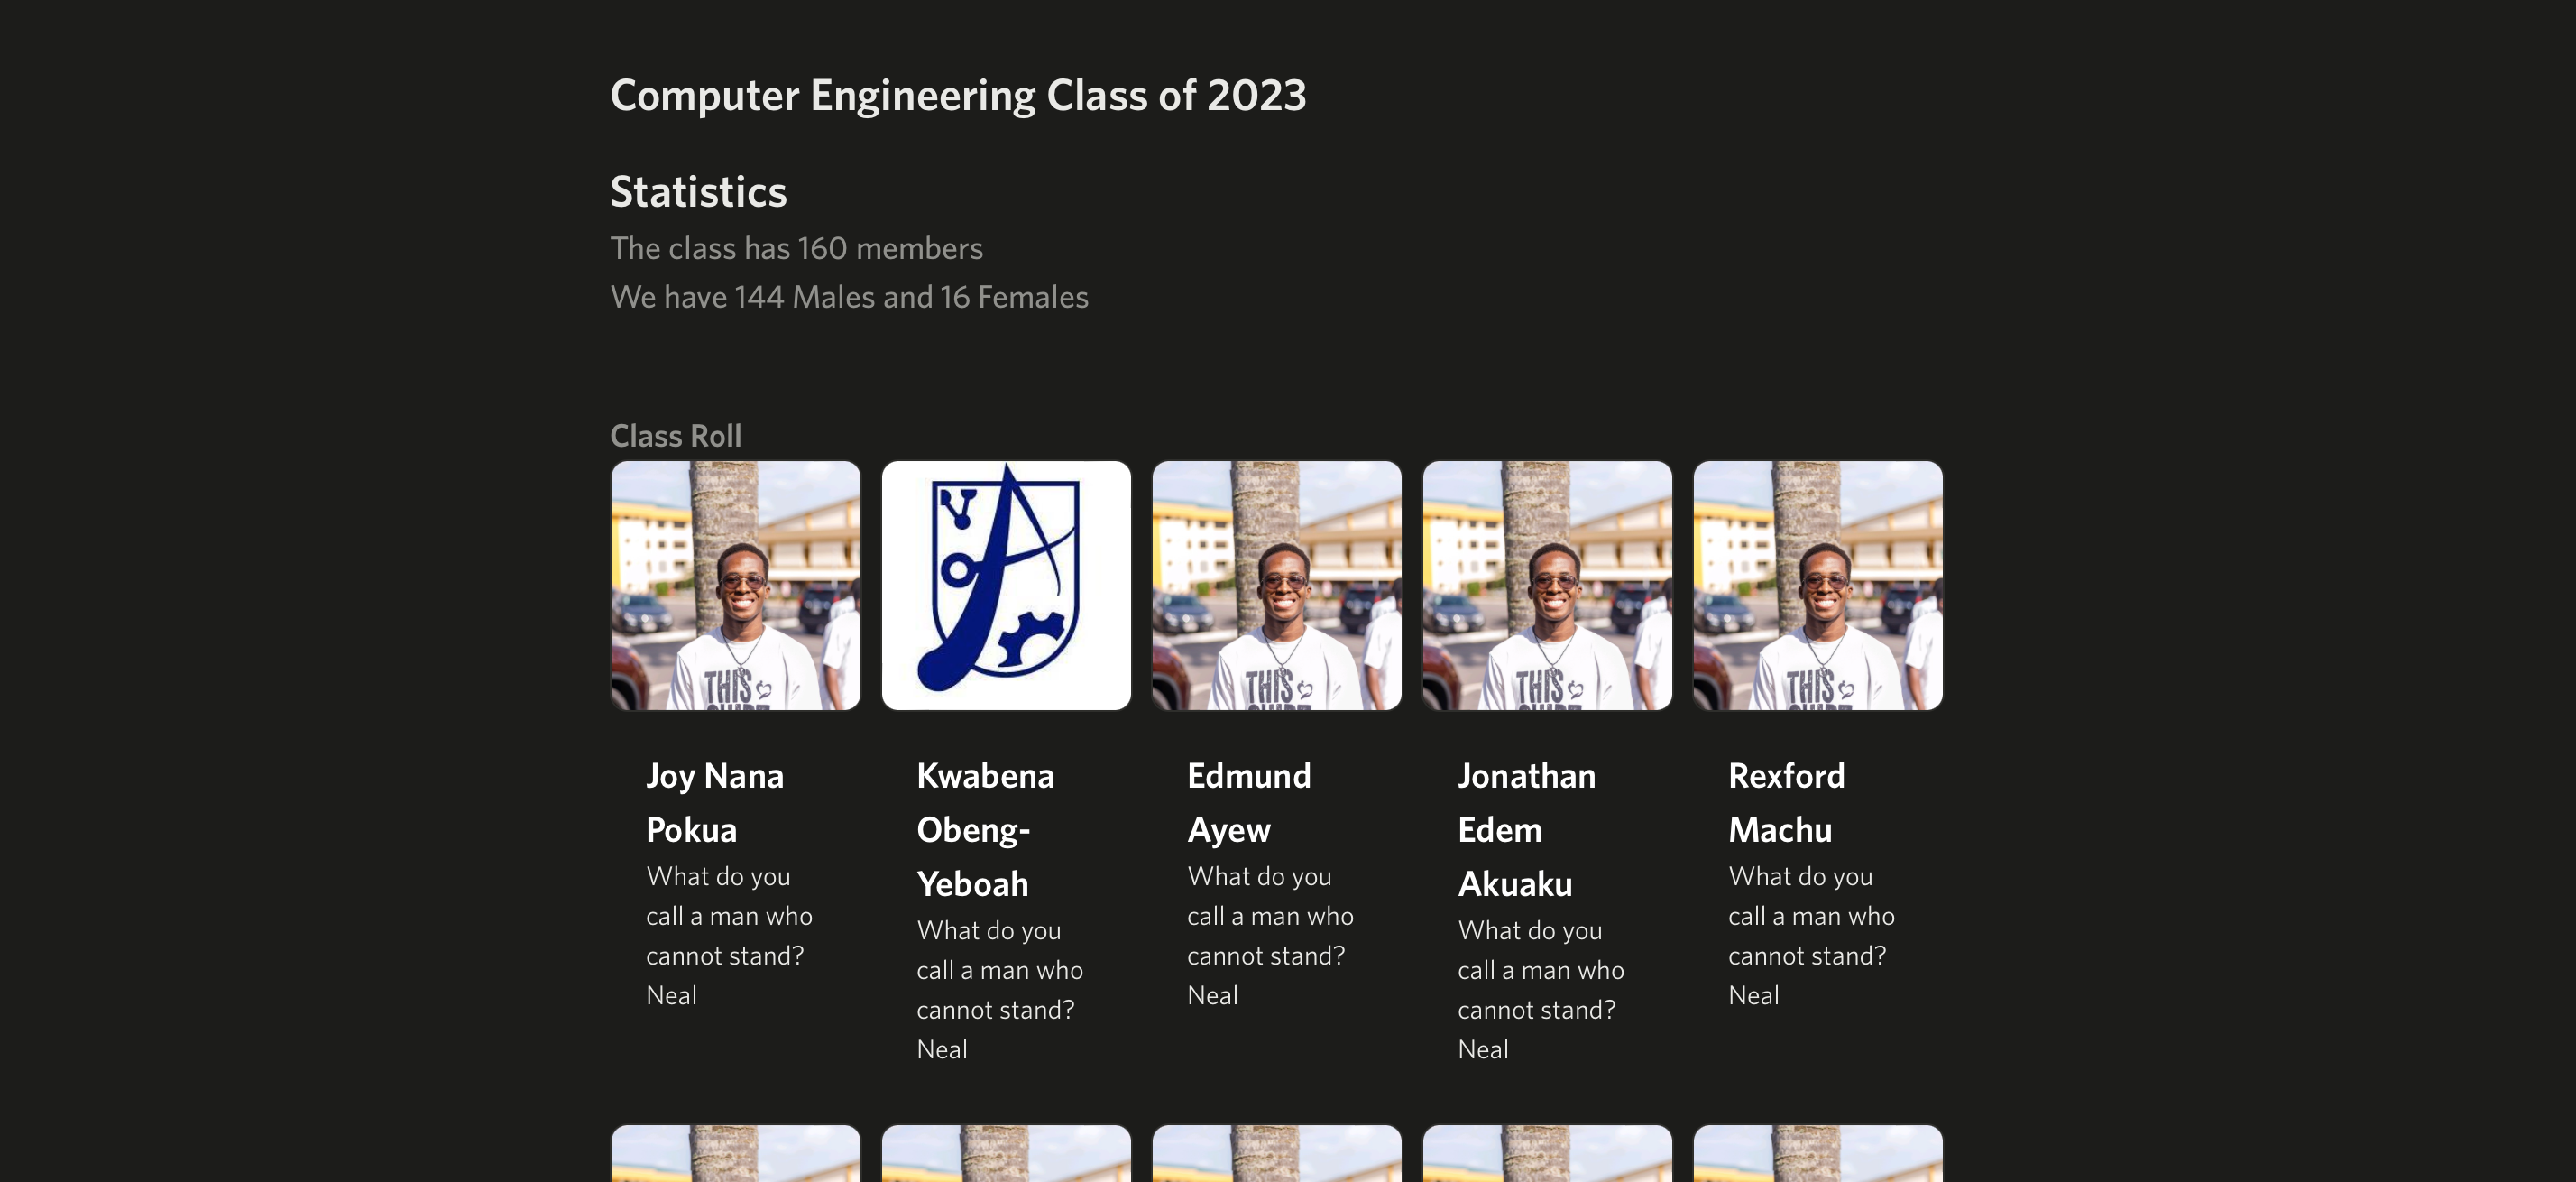 Computer Engineering Class of 2023
Statistics
The class has 160 members
We have 144 Males and 16 Females
Class Roll
THIS
THIS
THIS
THIS
Joy Nana
Pokua
What do you
call a man who
cannot stand?
Neal
Kwabena
Obeng-
Yeboah
What do you
call a man who
cannot stand?
Neal
Edmund
Ayew
What do you
call a man who
cannot stand?
Neal
Jonathan
Edem
Akuaku
What do you
call a man who
cannot stand?
Neal
Rexford
Machu
What do you
call a man who
cannot stand?
Neal